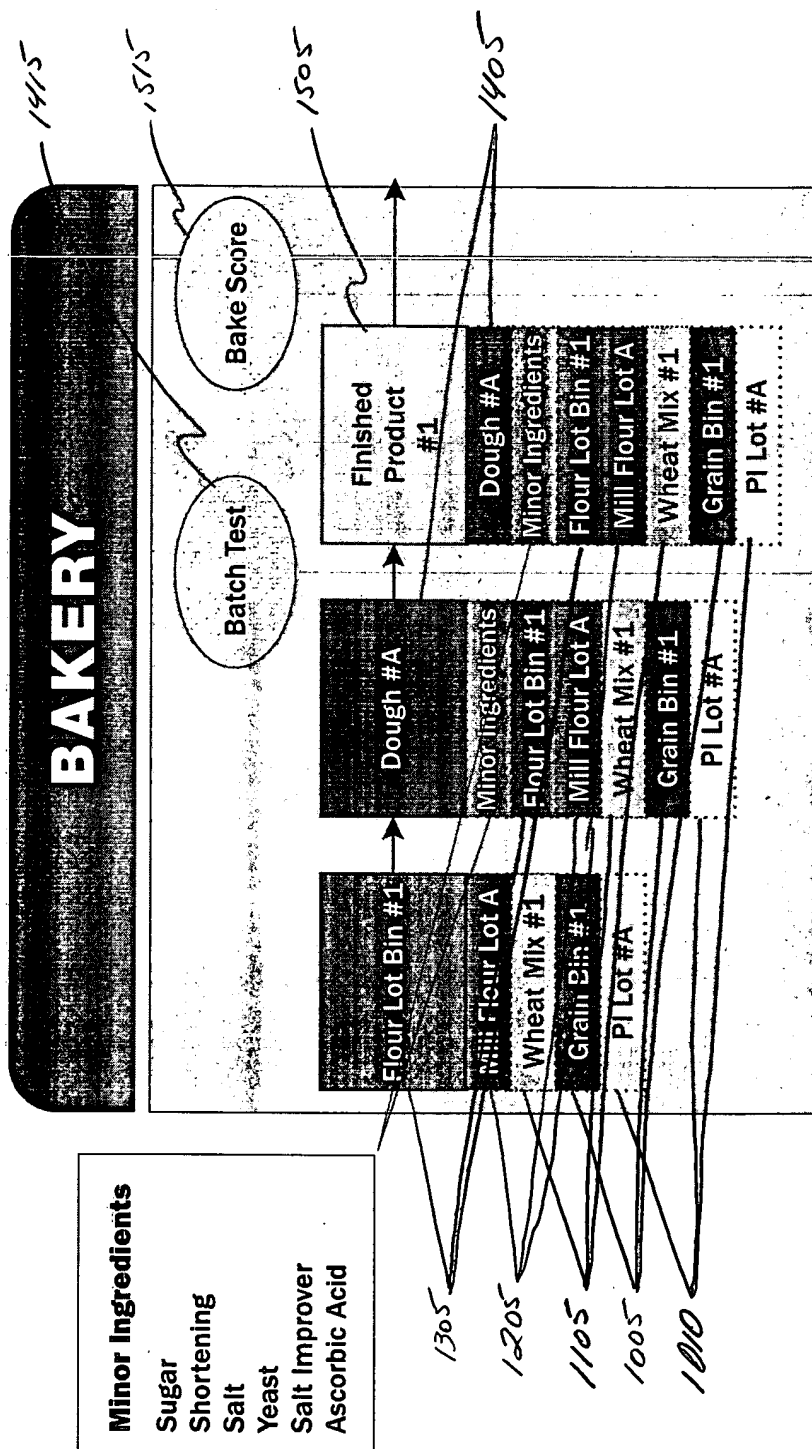 BAKERY
1415
1515
1505
1405
Batch Test
Bake Score
Minor Ingredients
Sugar
Shortening
Salt
Yeast
Salt Improver
Ascorbic Acid
Flour Lot Bin #1
Mill Flour Lot A
Wheat Mix #1
Grain Bin #1
PI Lot #A
Dough #A
Minor Ingredients
Flour Lot Bin #1
Mill Flour Lot A
Wheat Mix #1
Grain Bin #1
PI Lot #A
Finished
Product
#1
Dough #A
Minor Ingredients
Flour Lot Bin #1
Mill Flour Lot A
Wheat Mix #1
Grain Bin #1
PI Lot #A
1305
1205
1105
1005
1010